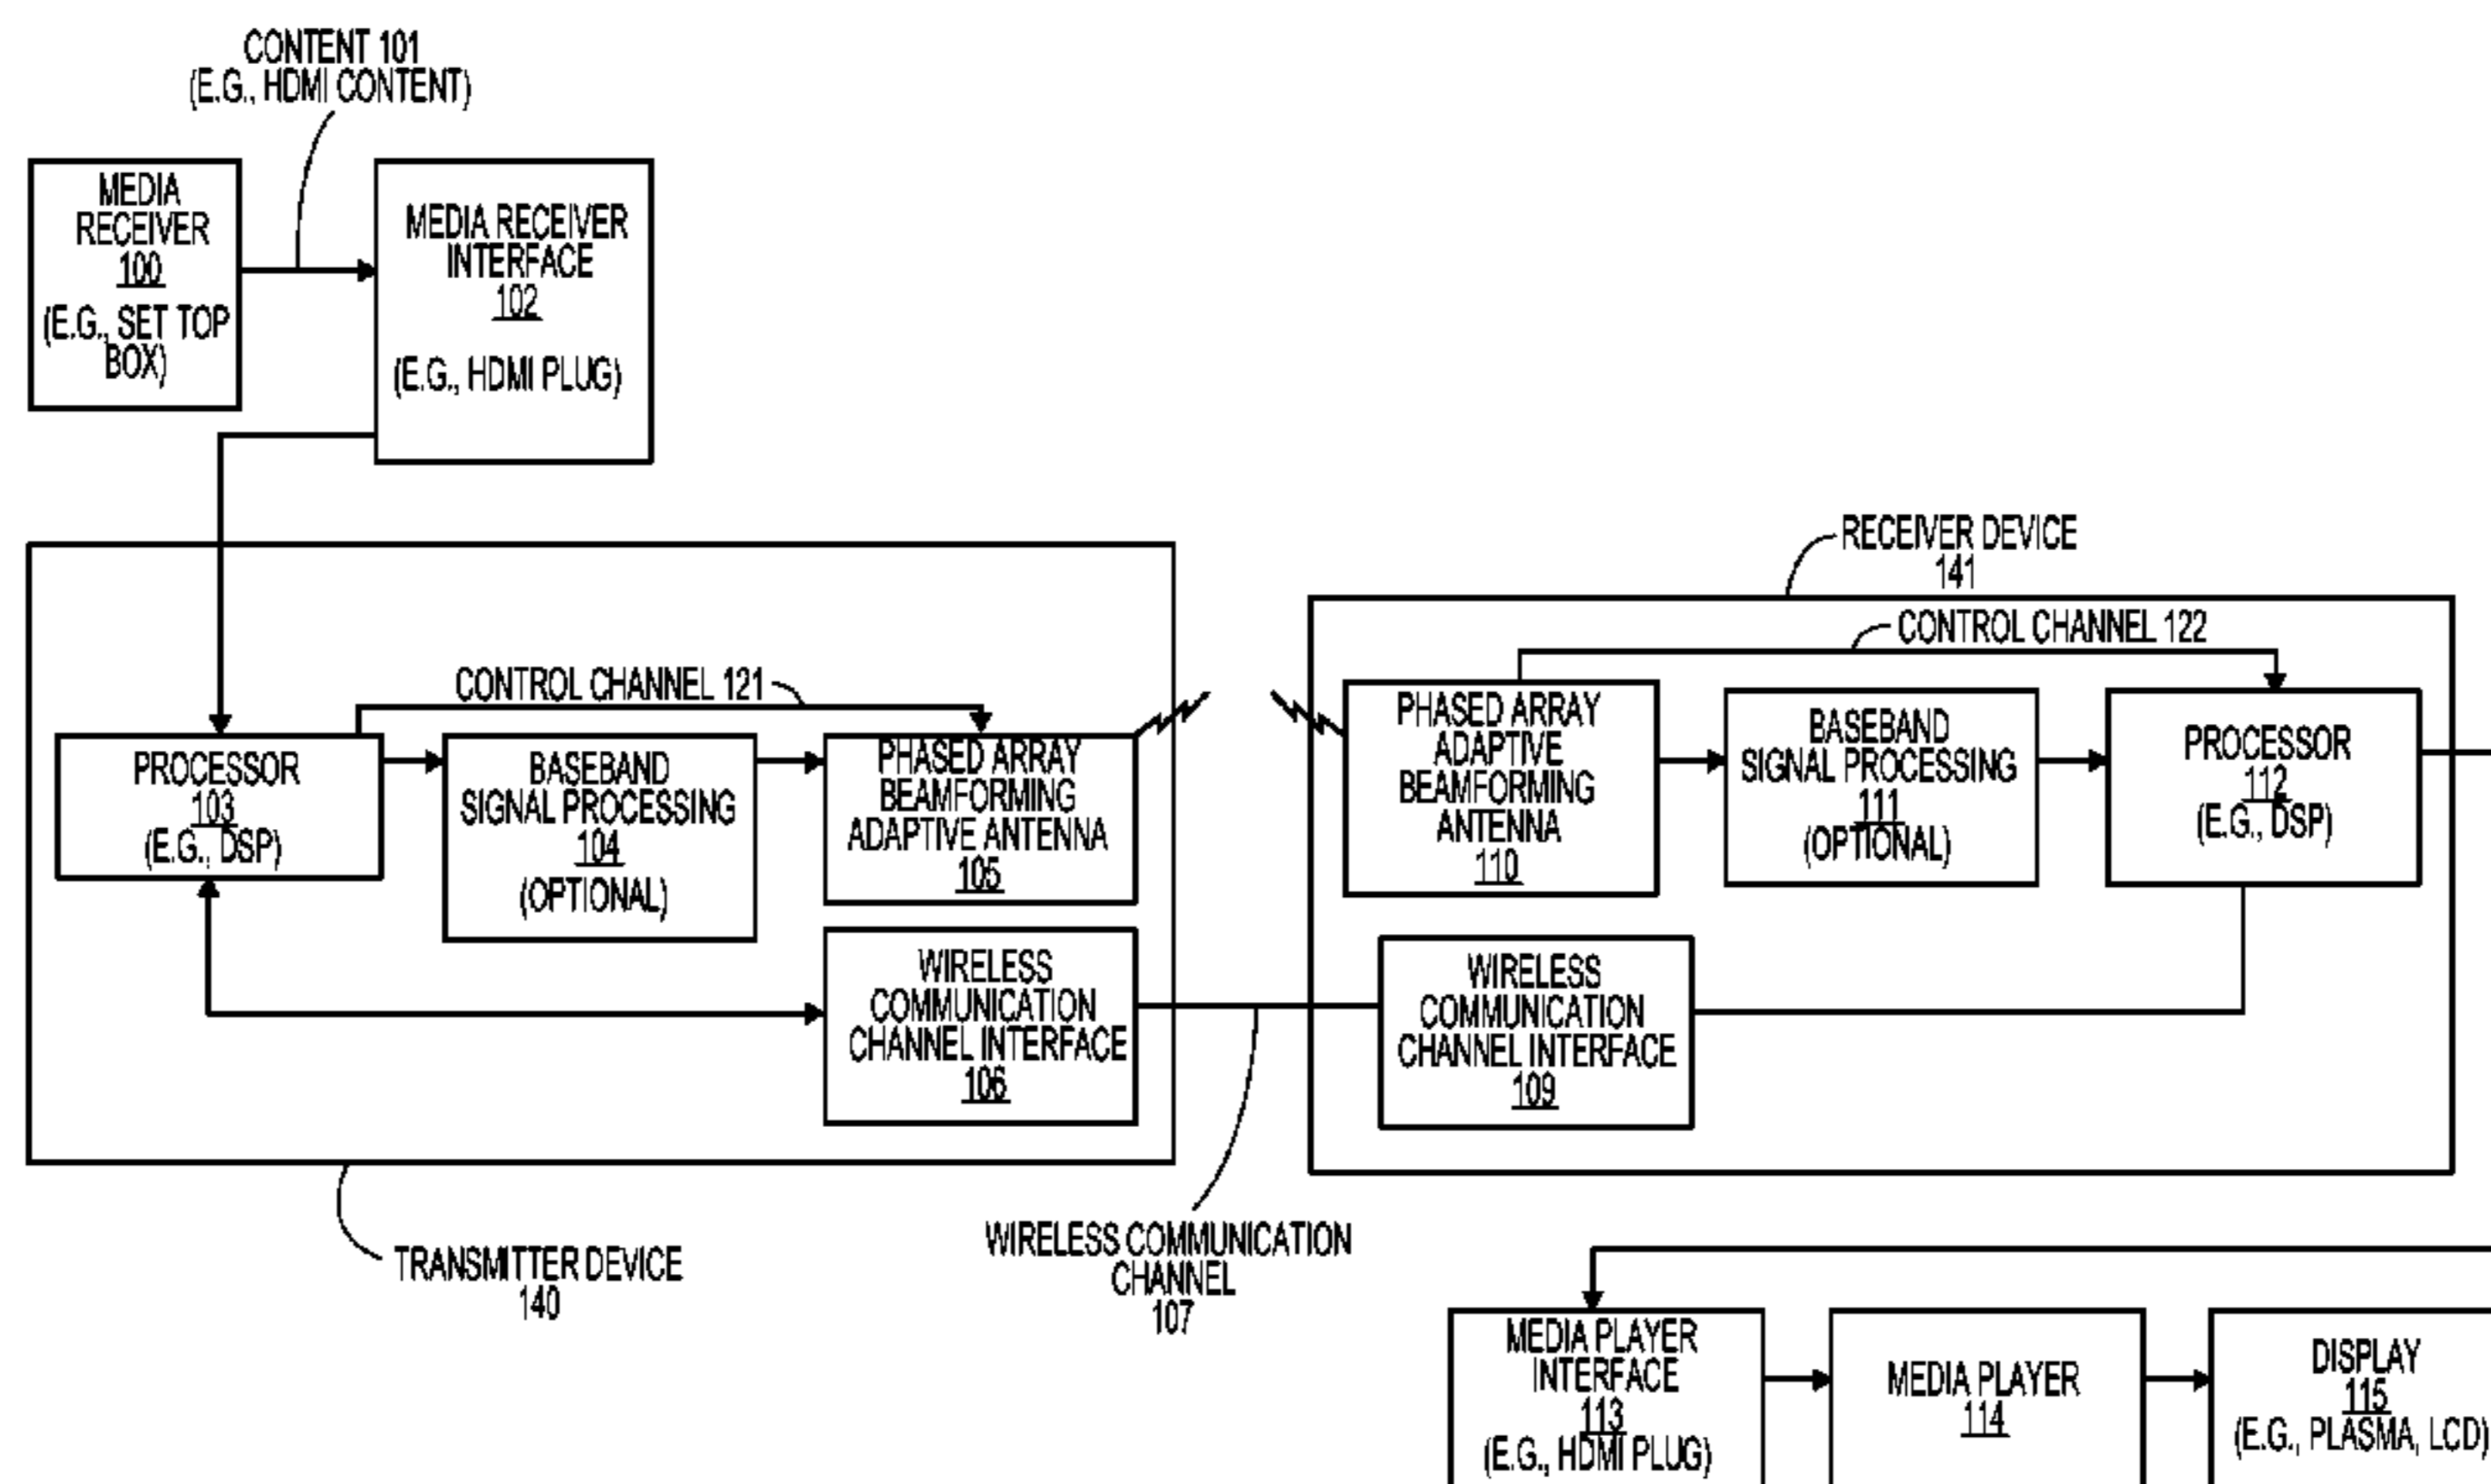 CONTENT 101
(E.G., HDMI CONTENT)
MEDIA
RECEIVER
100
(E.G., SET TOP
BOX)
MEDIA RECEIVER
INTERFACE
102
(E.G., HDMI PLUG)
RECEIVER DEVICE
141
CONTROL CHANNEL 121
CONTROL CHANNEL 122
PROCESSOR
103
(E.G., DSP)
BASEBAND
SIGNAL PROCESSING
104
(OPTIONAL)
PHASED ARRAY
BEAMFORMING
ADAPTIVE ANTENNA
105
WIRELESS
COMMUNICATION
CHANNEL INTERFACE
106
PHASED ARRAY
ADAPTIVE
BEAMFORMING
ANTENNA
110
BASEBAND
SIGNAL PROCESSING
111
(OPTIONAL)
PROCESSOR
112
(E.G., DSP)
WIRELESS
COMMUNICATION
CHANNEL INTERFACE
109
TRANSMITTER DEVICE
140
WIRELESS COMMUNICATION
CHANNEL
107
MEDIA PLAYER
INTERFACE
113
(E.G., HDMI PLUG)
MEDIA PLAYER
114
DISPLAY
115
(E.G., PLASMA, LCD)